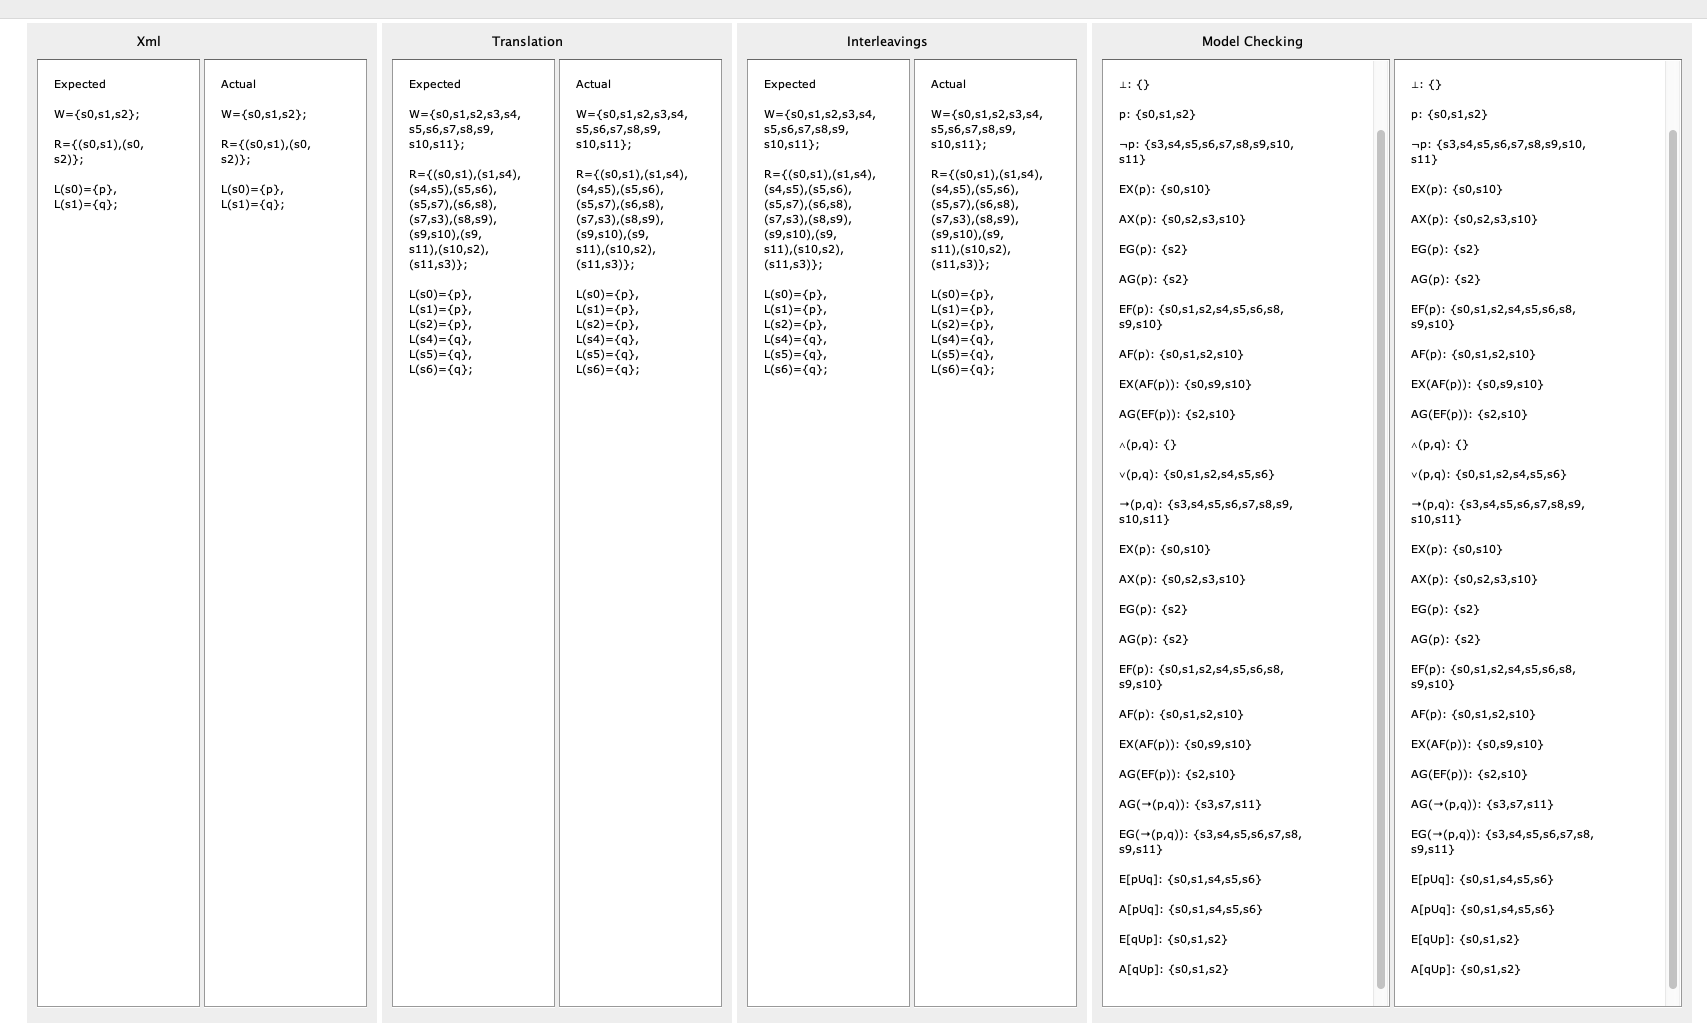 Xml
Expected
W={s0,s1,s2};
R={(s0,s1),(s0,
s2)};
L(s0)={p},
L(s1)={q};
Actual
W={s0,s1,s2};
R={(s0,s1),(s0,
s2)};
L(s0)={p},
L(s1)={q};
Translation
Expected
W={s0,s1,s2,s3,s4
s5,s6,s7,s8,s9,
s10,s11};
R={(s0,s1),(s1,s4),
(s4,s5),(s5,s6),
(s5,s7),(s6,s8),
(s7,s3),(s8,s9),
(s9,s10),(s9,
s11),(s10,s2),
(s11,s3)};
L(s0)={p},
L(s1)={p},
L(s2)={p},
L(s4)={q},
L(s5)={q},
L(s6)={q};
Actual
W={s0,s1,s2,s3,s4,
s5,s6,s7,s8,s9,
s10,s11};
R={(s0,s1),(s1,s4),
(s4,s5),(s5,s6),
(s5,s7),(s6,s8),
(s7,s3),(s8,s9),
(s9,s10),(s9,
s11),(s10,s2),
(s11,s3)};
L(s0)={p},
L(s1)={p},
L(s2)={p},
L(s4)={q},
L(s5)={q},
L(s6)={q};
Interleavings
Expected
W={s0,s1,s2,s3,s4,
s5,s6,s7,s8,s9,
s10,s11};
R={(s0,s1),(s1,s4),
(s4,s5),(s5,s6),
(s5,s7),(s6,s8),
(s7,s3),(s8,s9),
(s9,s10),(s9,
s11),(s10,s2),
(s11,s3)};
L(s0)={p},
L(s1)={p},
L(s2)={p},
L(s4)={q},
L(s5)={q},
L(s6)={q};
Actual
W={s0,s1,s2,s3,s4,
s5,s6,s7,s8,s9,
s10,s11};
R={(s0,s1),(s1,s4),
(s4,s5),(s5,s6),
(s5,s7),(s6,s8),
(s7,s3),(s8,s9),
(s9,s10),(s9,
s11),(s10,s2),
(s11,s3)};
L(s0)={p},
L(s1)={p},
L(s2)={p},
L(s4)={q},
L(s5)={q},
L(s6)={q};
Model Checking
⊥: {}
p: {s0,s1,s2}
¬p: {s3,s4,s5,s6,s7,s8,s9,s10,
s11}
EX(p): {s0,s10}
AX(p): {s0,s2,s3,s10}
EG(p): {s2}
AG(p): {s2}
EF(p): {s0,s1,s2,s4,s5,s6,s8,
s9,s10}
AF(p): {s0,s1,s2,s10}
EX(AF(p)): {s0,s9,s10}
AG(EF(p)): {s2,s10}
∧(p,q): {}
∨(p,q): {s0,s1,s2,s4,s5,s6}
→(p,q): {s3,s4,s5,s6,s7,s8,s9,
s10,s11}
EX(p): {s0,s10}
AX(p): {s0,s2,s3,s10}
EG(p): {s2}
AG(p): {s2}
EF(p): {s0,s1,s2,s4,s5,s6,s8,
s9,s10}
AF(p): {s0,s1,s2,s10}
EX(AF(p)): {s0,s9,s10}
AG(EF(p)): {s2,s10}
AG(→(p,q)): {s3,s7,s11}
EG(→(p,q)): {s3,s4,s5,s6,s7,s8,
s9,s11}
E[pUq]: {s0,s1,s4,s5,s6}
A[pUq]: {s0,s1,s4,s5,s6}
E[qUp]: {s0,s1,s2}
A[qUp]: {s0,s1,s2}
⊥: {}
p: {s0,s1,s2}
¬p: {s3,s4,s5,s6,s7,s8,s9,s10,
s11}
EX(p): {s0,s10}
AX(p): {s0,s2,s3,s10}
EG(p): {s2}
AG(p): {s2}
EF(p): {s0,s1,s2,s4,s5,s6,s8,
s9,s10}
AF(p): {s0,s1,s2,s10}
EX(AF(p)): {s0,s9,s10}
AG(EF(p)): {s2,s10}
∧(p,q): {}
∨(p,q): {s0,s1,s2,s4,s5,s6}
→(p,q): {s3,s4,s5,s6,s7,s8,s9,
s10,s11}
EX(p): {s0,s10}
AX(p): {s0,s2,s3,s10}
EG(p): {s2}
AG(p): {s2}
EF(p): {s0,s1,s2,s4,s5,s6,s8,
s9,s10}
AF(p): {s0,s1,s2,s10}
EX(AF(p)): {s0,s9,s10}
AG(EF(p)): {s2,s10}
AG(→(p,q)): {s3,s7,s11}
EG(→(p,q)): {s3,s4,s5,s6,s7,s8,
s9,s11}
E[pUq]: {s0,s1,s4,s5,s6}
A[pUq]: {s0,s1,s4,s5,s6}
E[qUp]: {s0,s1,s2}
A[qUp]: {s0,s1,s2}